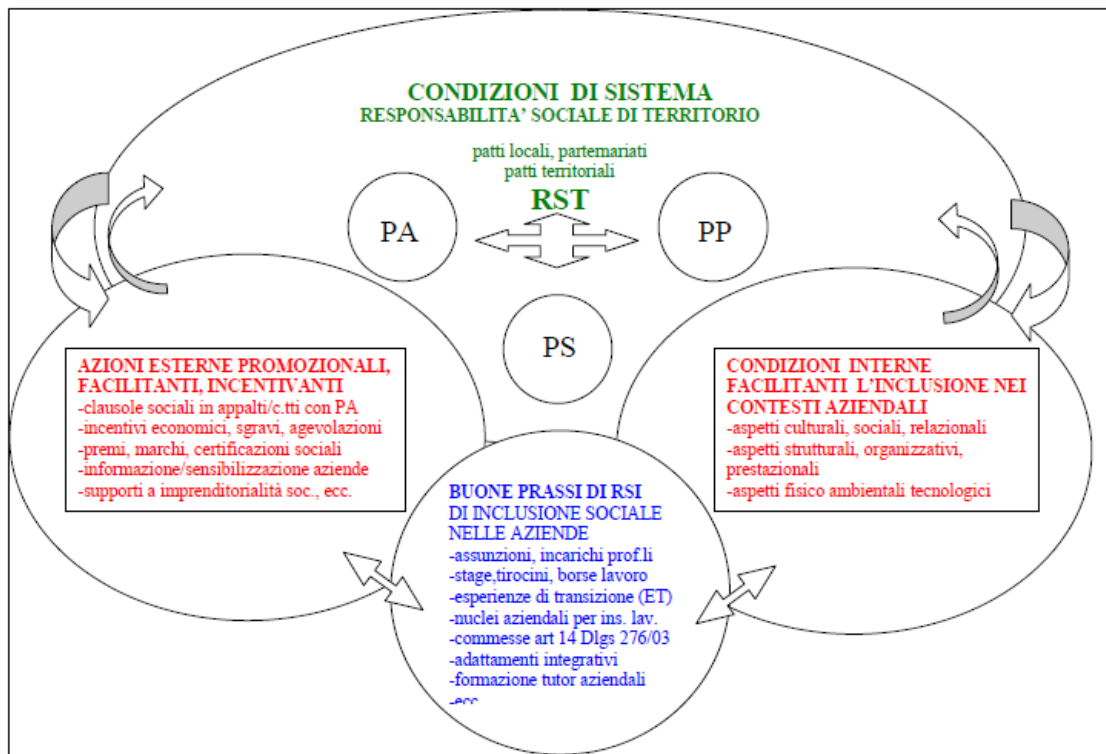 CONDIZIONI DI SISTEMA
RESPONSABILITA' SOCIALE DI TERRITORIO
patti locali, parternariati
patti territoriali
RST
PA
PP
PS
AZIONI ESTERNE PROMOZIONALI,
FACILITANTI, INCENTIVANTI
-clausole sociali in appalti/c.tti con PA
-incentivi economici, sgravi, agevolazioni
-premi, marchi, certificazioni sociali
-informazione/sensibilizzazione aziende
-supporti a imprenditorialità soc., ecc.
CONDIZIONI INTERNE
FACILITANTI L'INCLUSIONE NEI
CONTESTI AZIENDALI
-aspetti culturali, sociali, relazionali
-aspetti strutturali, organizzativi,
prestazionali
-aspetti fisico ambientali tecnologici
BUONE PRASSI DI RSI
DI INCLUSIONE SOCIALE
NELLE AZIENDE
-assunzioni, incarichi prof.li
-stage,tirocini, borse lavoro
-esperienze di transizione (ET)
-nuclei aziendali per ins. lav.
-commesse art 14 Dlgs 276/03
-adattamenti integrativi
-formazione tutor aziendali
-ecc